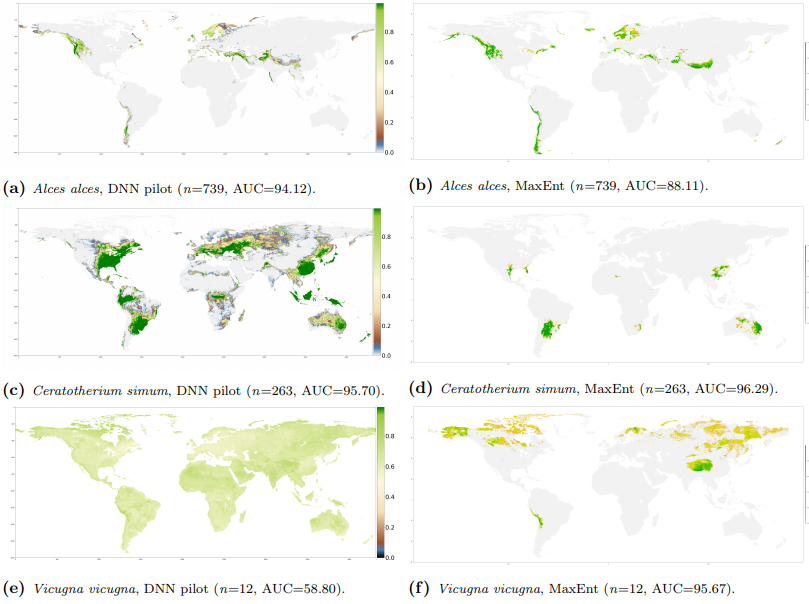 0.8
0.6
0.4
0.2
0.0
(a) Alces alces, DNN pilot (n=739, AUC=94.12).
(b) Alces alces, MaxEnt (n=739, AUC=88.11).
0.8
0.6
0.4
0.2
0.0
(c) Ceratotherium simum, DNN pilot (n=263, AUC=95.70).
(d) Ceratotherium simum, MaxEnt (n=263, AUC=96.29).
0.8
0.6
0.4
0.2
0.0
(e) Vicugna vicugna, DNN pilot (n=12, AUC=58.80).
(f) Vicugna vicugna, MaxEnt (n=12, AUC=95.67).